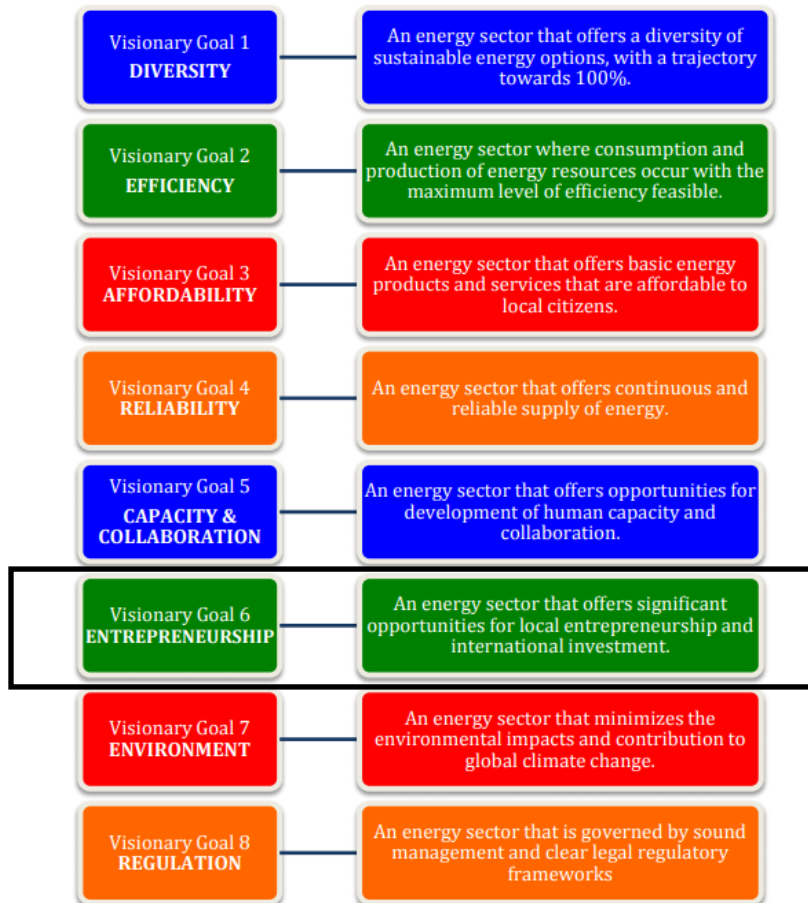 Visionary Goal 1
DIVERSITY
An energy sector that offers a diversity of
sustainable energy options, with a trajectory
towards 100%.
Visionary Goal 2
EFFICIENCY
An energy sector where consumption and
production of energy resources occur with the
maximum level of efficiency feasible.
Visionary Goal 3
AFFORDABILITY
An energy sector that offers basic energy
products and services that are affordable to
local citizens.
Visionary Goal 4
RELIABILITY
An energy sector that offers continuous and
reliable supply of energy.
Visionary Goal 5
CAPACITY &
COLLABORATION
An energy sector that offers opportunities for
development of human capacity and
collaboration.
Visionary Goal 6
ENTREPRENEURSHIP
An energy sector that offers significant
opportunities for local entrepreneurship and
international investment.
Visionary Goal 7
ENVIRONMENT
An energy sector that minimizes the
environmental impacts and contribution to
global climate change.
Visionary Goal 8
REGULATION
An energy sector that is governed by sound
management and clear legal regulatory
frameworks